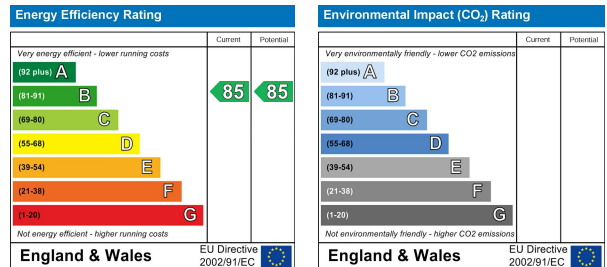 Energy Efficiency Rating
Current Potential
Very energy efficient - lower running costs
(92 plus) A
(81-91) B 85 85
(69-80) C
(55-68) D
(39-54) E
(21-38) F
(1-20) G
Not energy efficient - higher running costs
England & Wales EU Directive 2002/91/EC
Environmental Impact (CO₂) Rating
Current Potential
Very environmentally friendly - lower CO2 emissions
(92 plus) A
(81-91) B
(69-80) C
(55-68) D
(39-54) E
(21-38) F
(1-20) G
Not environmentally friendly - higher CO2 emissions
England & Wales EU Directive 2002/91/EC